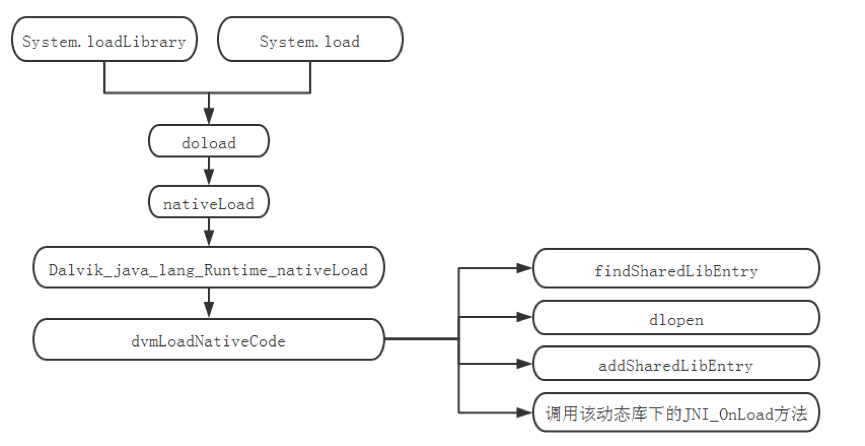 System.loadLibrary
System.load
doload
nativeLoad
Dalvik_java_lang_Runtime_nativeLoad
dvmLoadNativeCode
findSharedLibEntry
dlopen
addSharedLibEntry
调用该动态库下的JNI_OnLoad方法